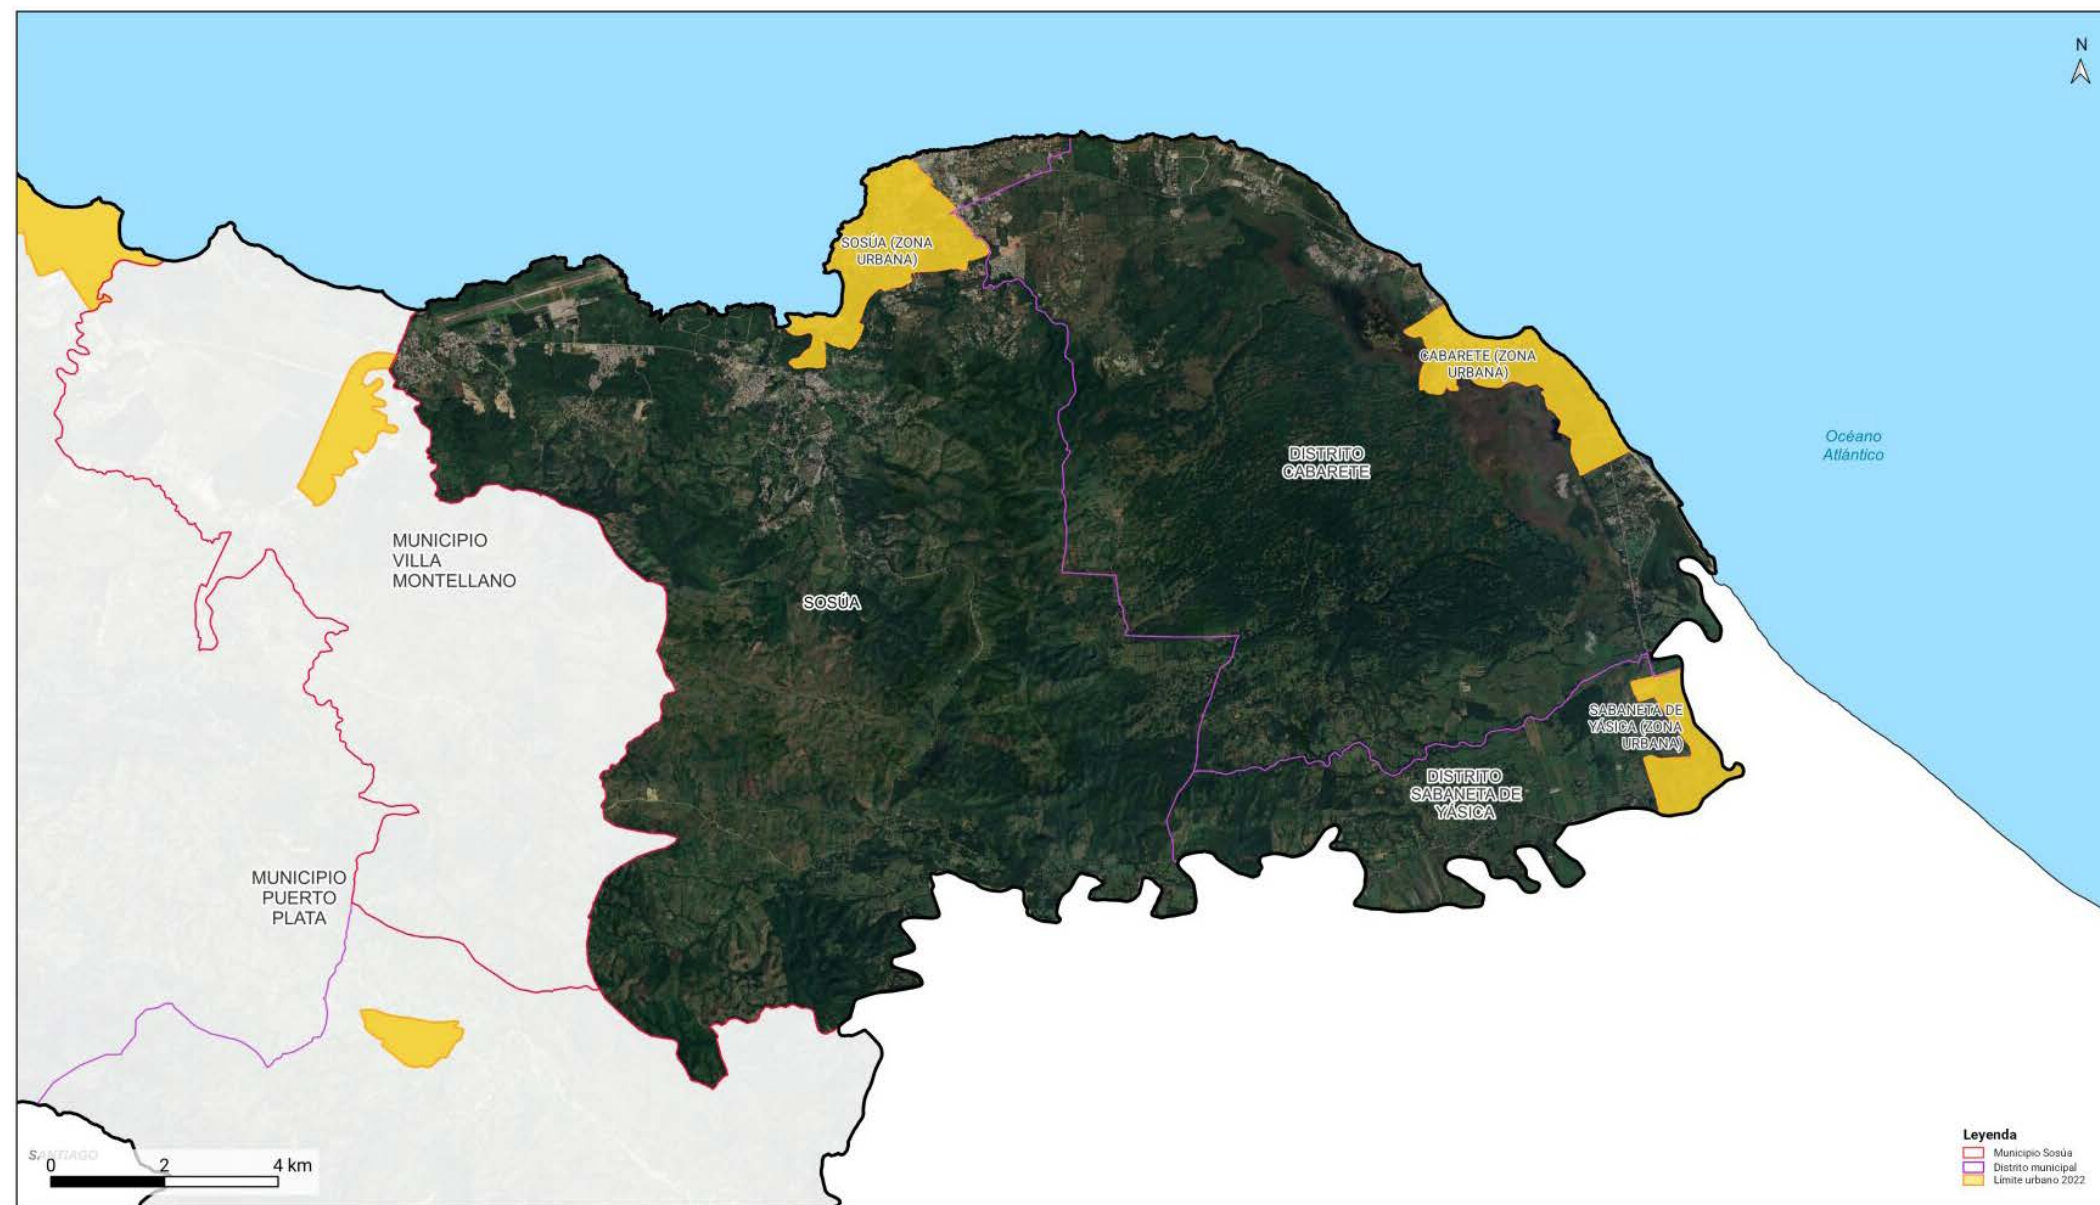 N
SOSÚA (ZONA
URBANA)
CABARETE (ZONA
URBANA)
Océano
Atlántico
DISTRITO
CABARETE
MUNICIPIO
VILLA
MONTELLANO
SOSÚA
SABANETA DE
YÁSICA (ZONA
URBANA)
DISTRITO
SABANETA DE
YÁSICA
MUNICIPIO
PUERTO
PLATA
SANTIAGO
0 2 4 km
Leyenda
Municipio Sosúa
Distrito municipal
Límite urbano 2022